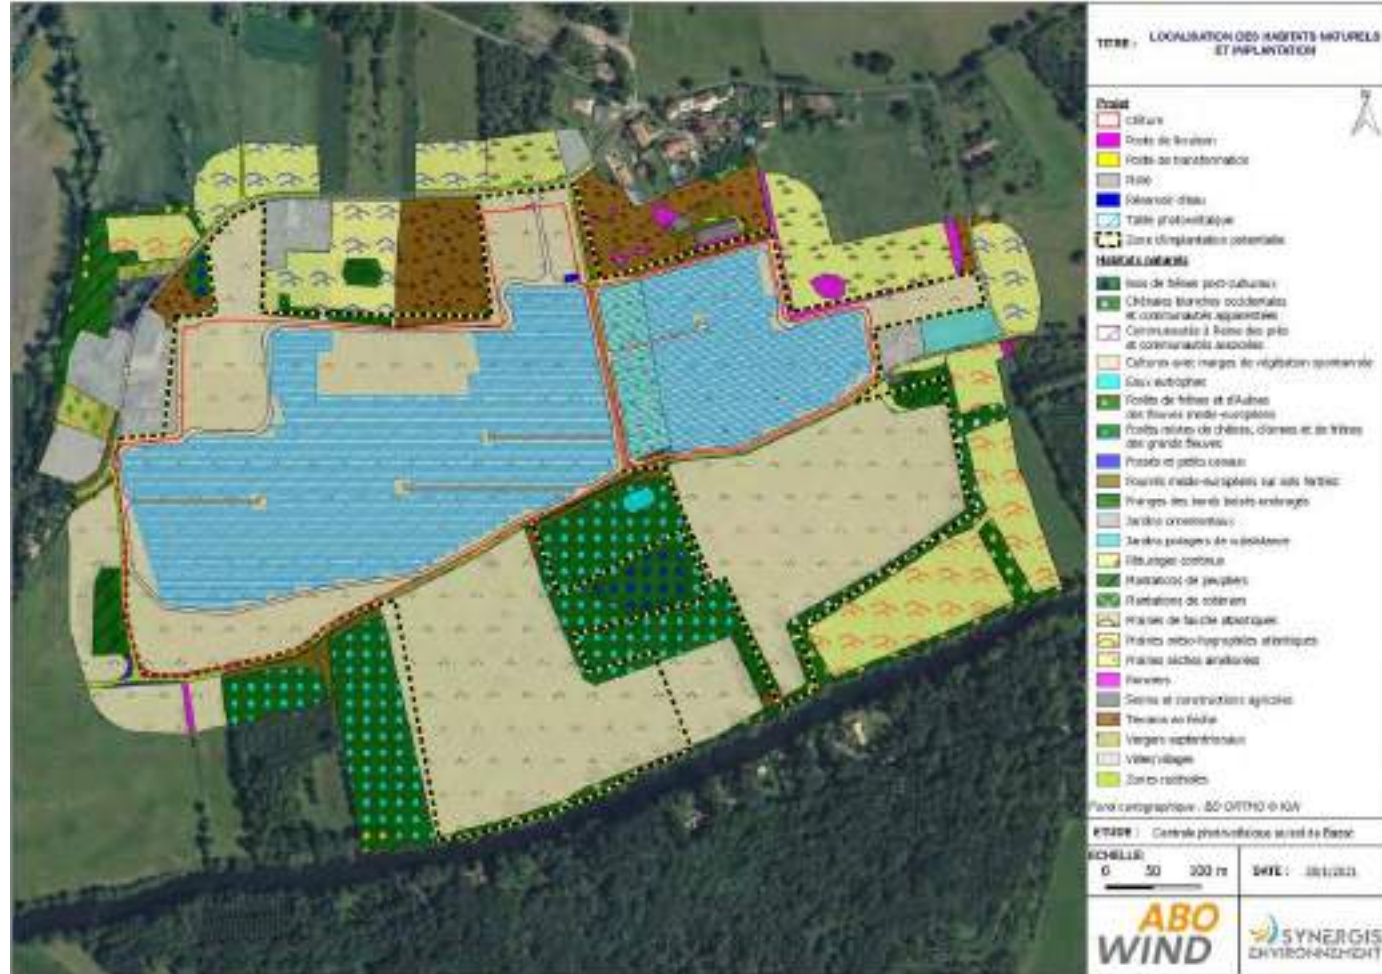 TITRE : LOCALISATION DES HABITATS NATURELS
ET IMPLANTATION
N
Projet
Clôture
Poste de livraison
Poste de transformation
Piste
Réservoir d'eau
Table photovoltaïque
Zone d'implantation potentielle
Habitats naturels
Bois de frênes post-culturaux
Chênaies blanches occidentales
et communautés apparentées
Communautés à Reine des prés
et communautés associées
Cultures avec marges de végétation spontanée
Eaux eutrophes
Forêts de frênes et d'Aulnes
des fleuves médio-européens
Forêts mixtes de chênes, d'ormes et de frênes
des grands fleuves
Fossés et petits canaux
Fourrés médio-européens sur sols fertiles
Franges des bords boisés ombragés
Jardins ornementaux
Jardins potagers de subsistance
Pâturages continus
Plantations de peupliers
Plantations de robiniers
Prairies de fauche atlantiques
Prairies méso-hygrophiles atlantiques
Prairies sèches améliorées
Ronciers
Serres et constructions agricoles
Terrains en friche
Vergers septentrionaux
Villes/villages
Zones rudérales
Fond cartographique : BD ORTHO © IGN
ETUDE : Centrale photovoltaïque au sol de
ECHELLE
0 50 100 m
DATE :
ABO
WIND
SYNERGIS
ENVIRONNEMENT